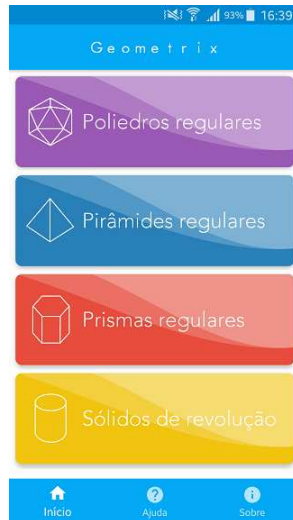 93% 16:39
Geometrix
Poliedros regulares
Pirâmides regulares
Prismas regulares
Sólidos de revolução
Início Ajuda Sobre